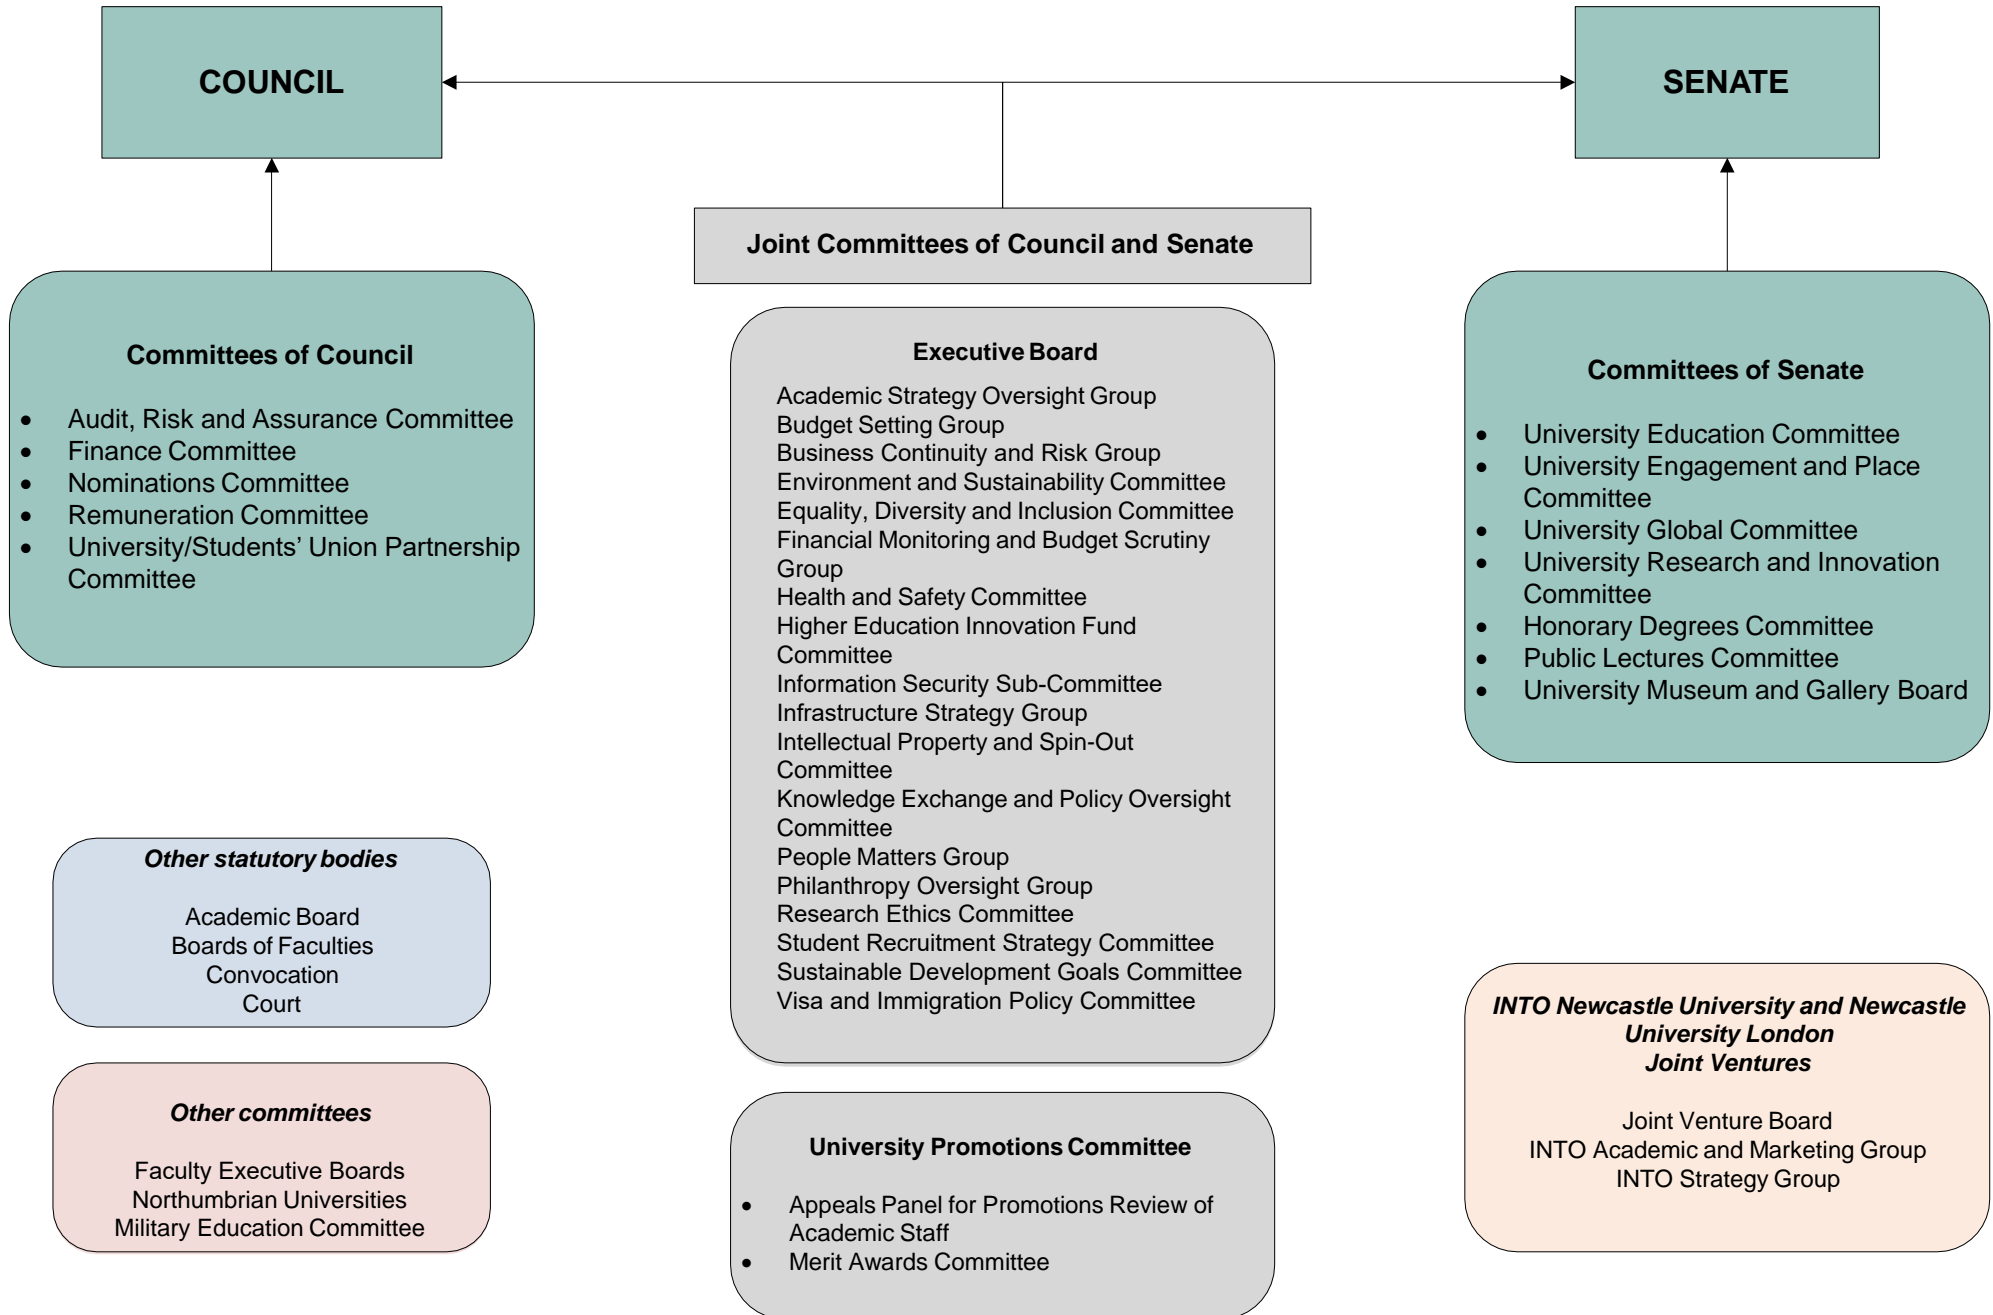 COUNCIL
SENATE
Joint Committees of Council and Senate
Committees of Council
• Audit, Risk and Assurance Committee
• Finance Committee
• Nominations Committee
• Remuneration Committee
• University/Students’ Union Partnership
Committee
Executive Board
Academic Strategy Oversight Group
Budget Setting Group
Business Continuity and Risk Group
Environment and Sustainability Committee
Equality, Diversity and Inclusion Committee
Financial Monitoring and Budget Scrutiny
Group
Health and Safety Committee
Higher Education Innovation Fund
Committee
Information Security Sub-Committee
Infrastructure Strategy Group
Intellectual Property and Spin-Out
Committee
Knowledge Exchange and Policy Oversight
Committee
People Matters Group
Philanthropy Oversight Group
Research Ethics Committee
Student Recruitment Strategy Committee
Sustainable Development Goals Committee
Visa and Immigration Policy Committee
Committees of Senate
• University Education Committee
• University Engagement and Place
Committee
• University Global Committee
• University Research and Innovation
Committee
• Honorary Degrees Committee
• Public Lectures Committee
• University Museum and Gallery Board
Other statutory bodies
Academic Board
Boards of Faculties
Convocation
Court
Other committees
Faculty Executive Boards
Northumbrian Universities
Military Education Committee
University Promotions Committee
• Appeals Panel for Promotions Review of
Academic Staff
• Merit Awards Committee
INTO Newcastle University and Newcastle
University London
Joint Ventures
Joint Venture Board
INTO Academic and Marketing Group
INTO Strategy Group